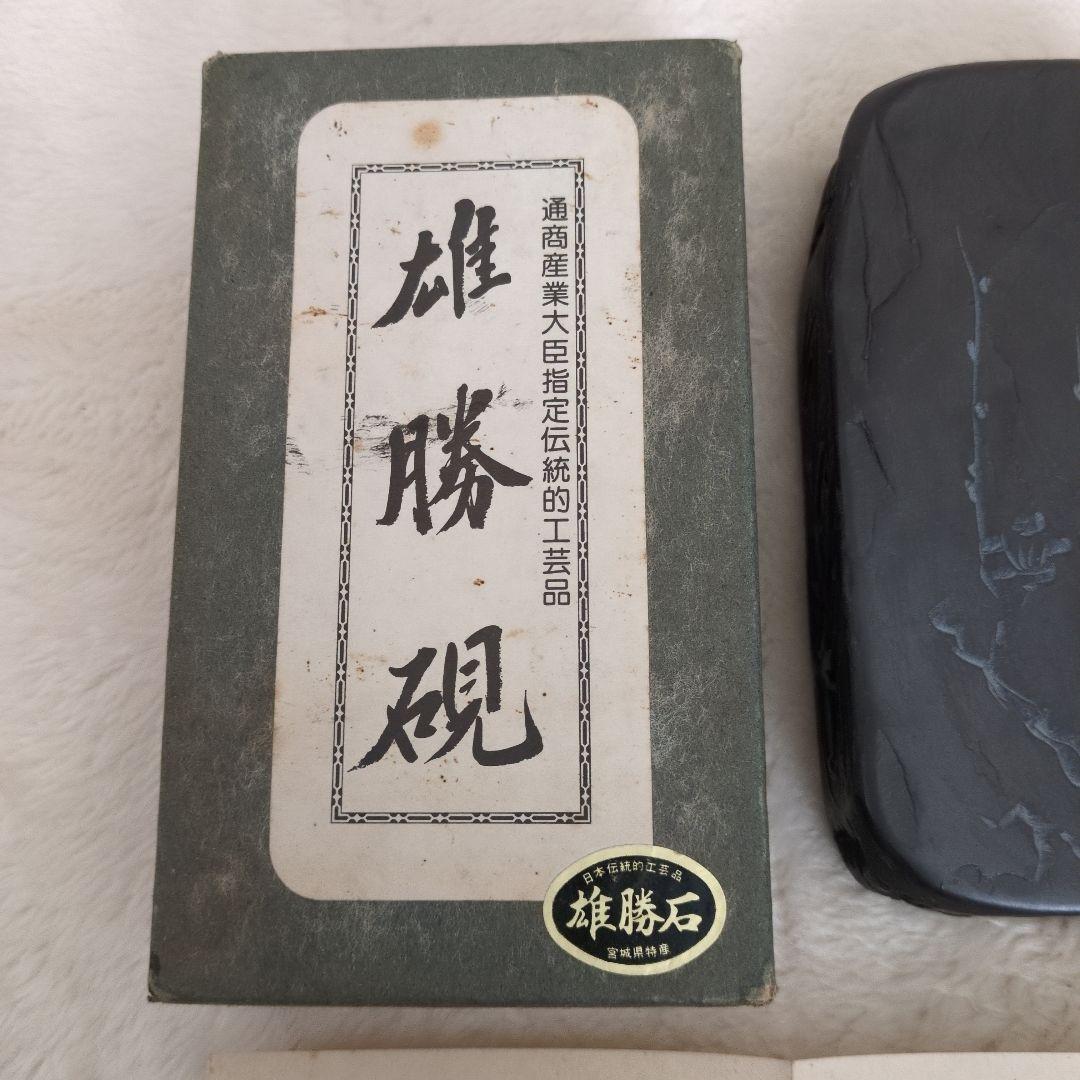 通商産業大臣指定伝統的工芸品
雄勝硯
日本伝統的工芸品
雄勝石
宮城県特産